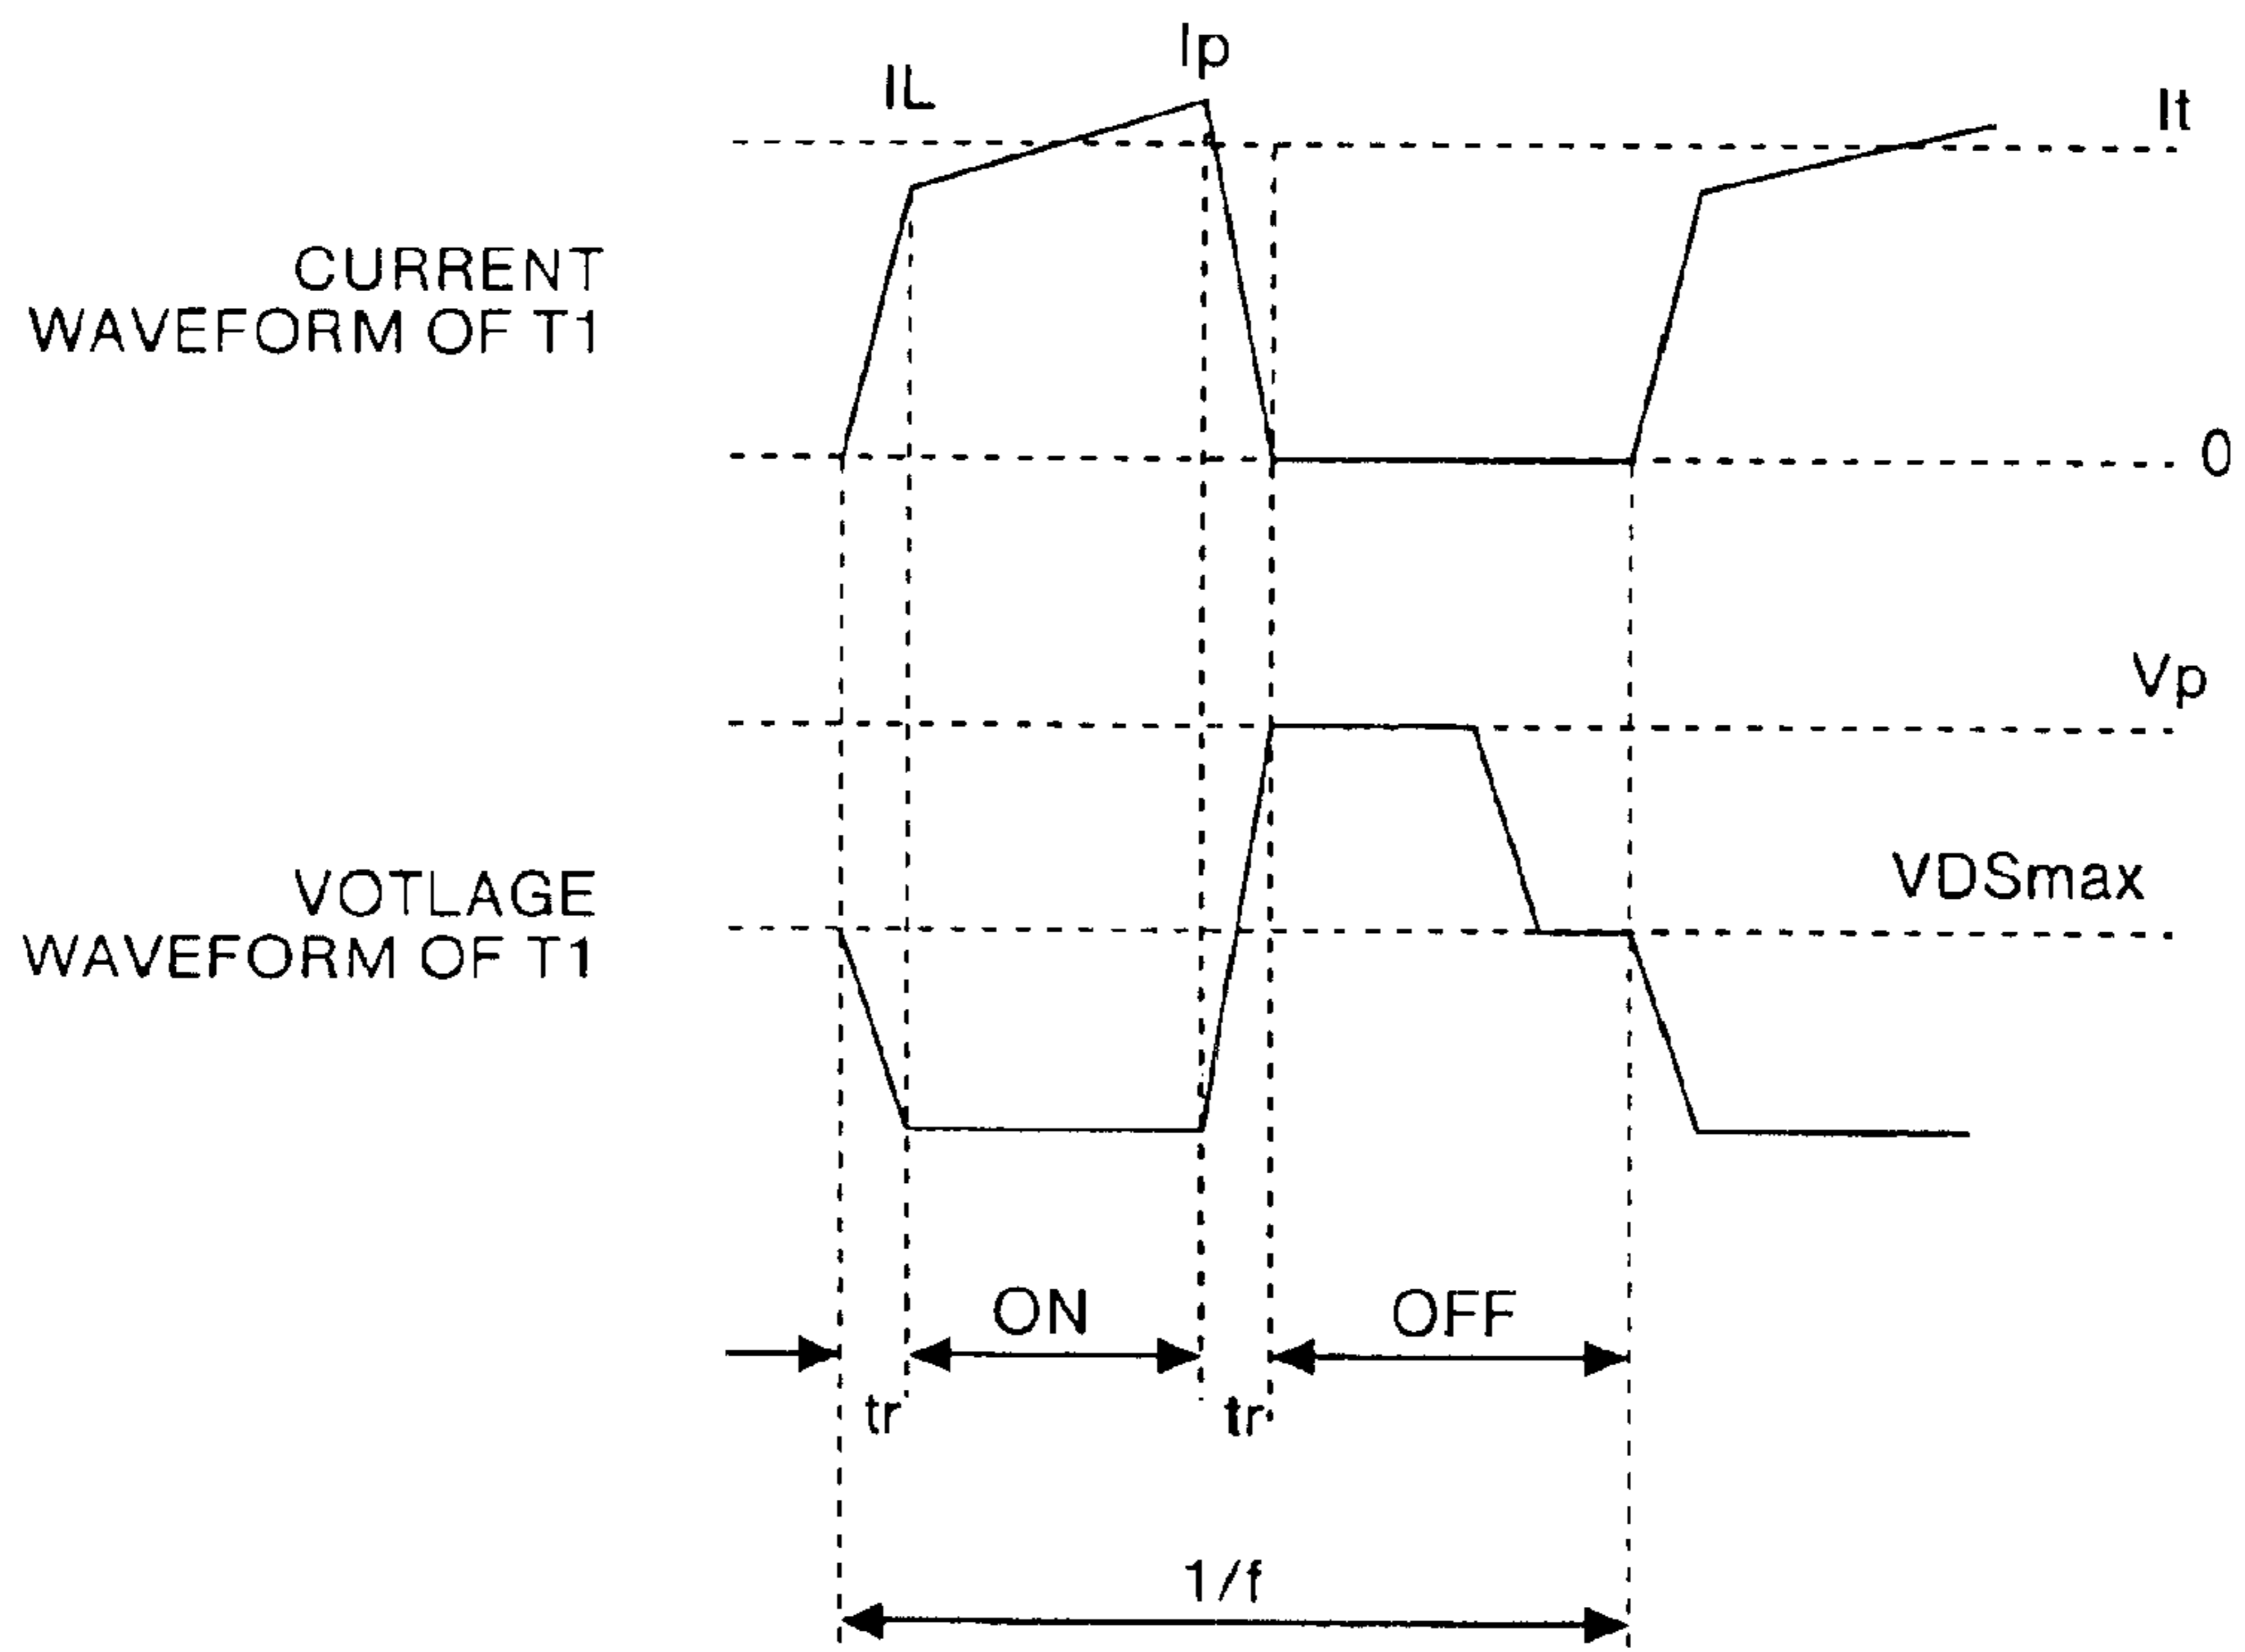 Ip
IL
It
CURRENT
WAVEFORM OF T1
0
Vp
VDSmax
VOTLAGE
WAVEFORM OF T1
ON
OFF
tr
tr
1/f